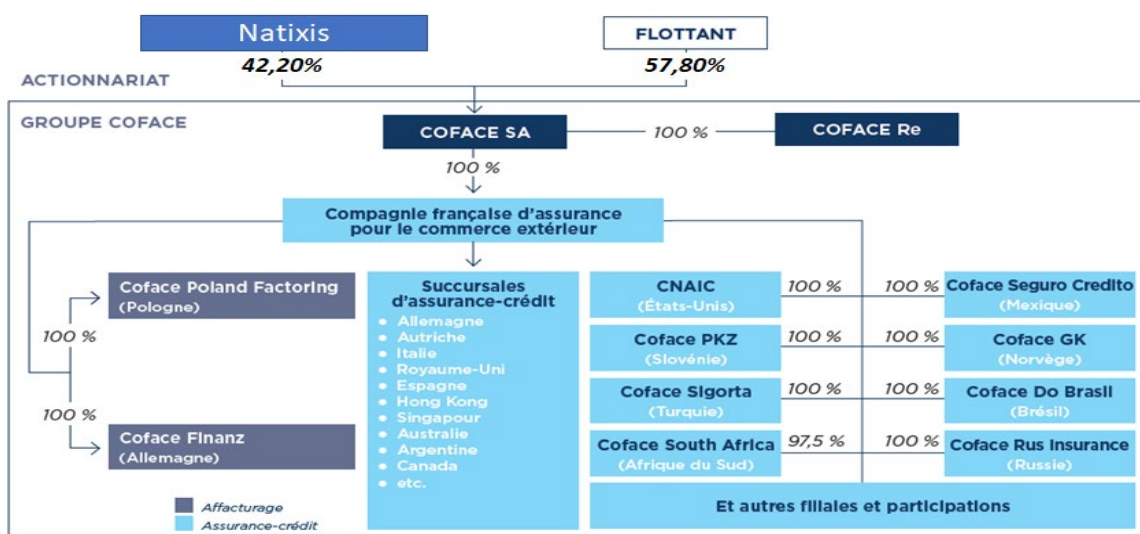 Natixis
FLOTTANT
42,20%
57,80%
ACTIONNARIAT
GROUPE COFACE
COFACE SA
100 %
COFACE Re
100 %
Compagnie française d'assurance
pour le commerce extérieur
Coface Poland Factoring
(Pologne)
100 %
100 %
Coface Finanz
(Allemagne)
Affacturage
Assurance-crédit
Succursales
d'assurance-crédit
• Allemagne
• Autriche
• Italie
• Royaume-Uni
• Espagne
• Hong Kong
• Singapour
• Australie
• Argentine
• Canada
• etc.
CNAIC
(États-Unis)
100 %
100 %
Coface Seguro Credito
(Mexique)
Coface PKZ
(Slovénie)
100 %
100 %
Coface GK
(Norvège)
Coface Sigorta
(Turquie)
100 %
100 %
Coface Do Brasil
(Brésil)
Coface South Africa
(Afrique du Sud)
97,5 %
100 %
Coface Rus Insurance
(Russie)
Et autres filiales et participations